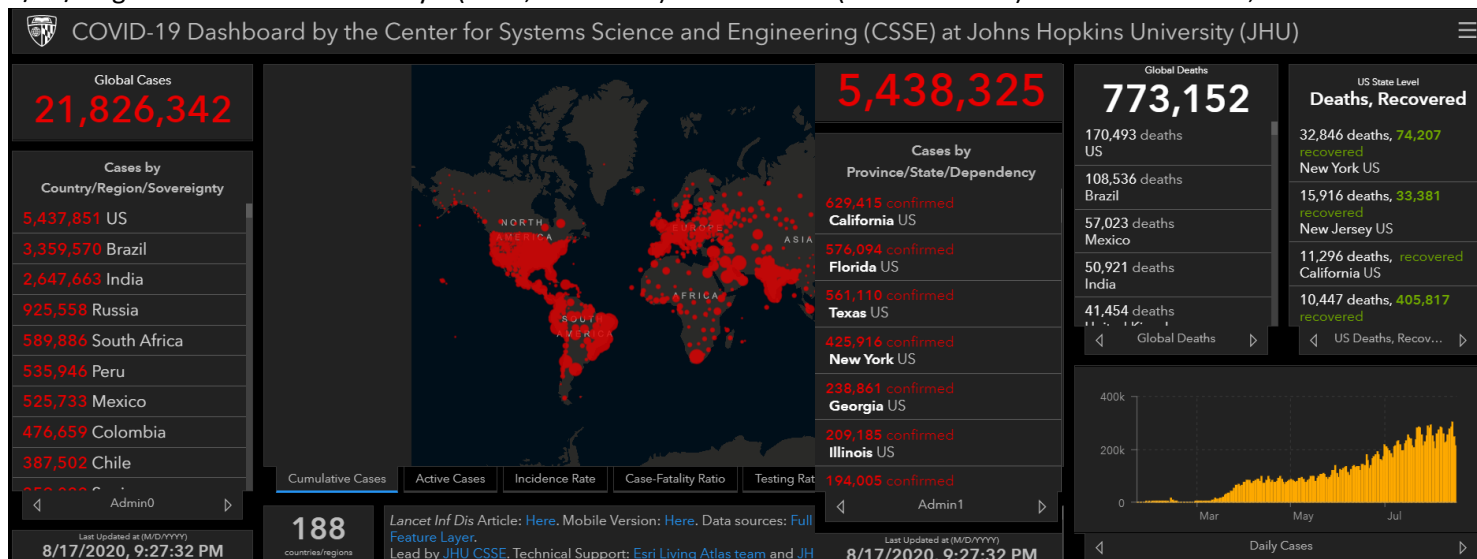 COVID-19 Dashboard by the Center for Systems Science and Engineering (CSSE) at Johns Hopkins University (JHU)
Global Cases
21,826,342
Cases by
Country/Region/Sovereignty
5,437,851 US
3,359,570 Brazil
2,647,663 India
925,558 Russia
589,886 South Africa
535,946 Peru
525,733 Mexico
476,659 Colombia
387,502 Chile
Admin0
Last Updated at (M/D/YYYY)
8/17/2020, 9:27:32 PM
NORTH
AMERICA
SOUTH
AMERICA
EUROPE
AFRICA
ASIA
Cumulative Cases
Active Cases
Incidence Rate
Case-Fatality Ratio
Testing Rat
188
countries/regions
Lancet Inf Dis Article: Here. Mobile Version: Here. Data sources: Full
Feature Layer.
Lead by JHU CSSE. Technical Support: Esri Living Atlas team and JH
5,438,325
Cases by
Province/State/Dependency
629,415 confirmed
California US
576,094 confirmed
Florida US
561,110 confirmed
Texas US
425,916 confirmed
New York US
238,861 confirmed
Georgia US
209,185 confirmed
Illinois US
194,005 confirmed
Admin1
Last Updated at (M/D/YYYY)
8/17/2020, 9:27:32 PM
Global Deaths
773,152
170,493 deaths
US
108,536 deaths
Brazil
57,023 deaths
Mexico
50,921 deaths
India
41,454 deaths
Global Deaths
US State Level
Deaths, Recovered
32,846 deaths, 74,207
recovered
New York US
15,916 deaths, 33,381
recovered
New Jersey US
11,296 deaths, recovered
California US
10,447 deaths, 405,817
recovered
US Deaths, Recov...
400k
200k
0
Mar
May
Jul
Daily Cases